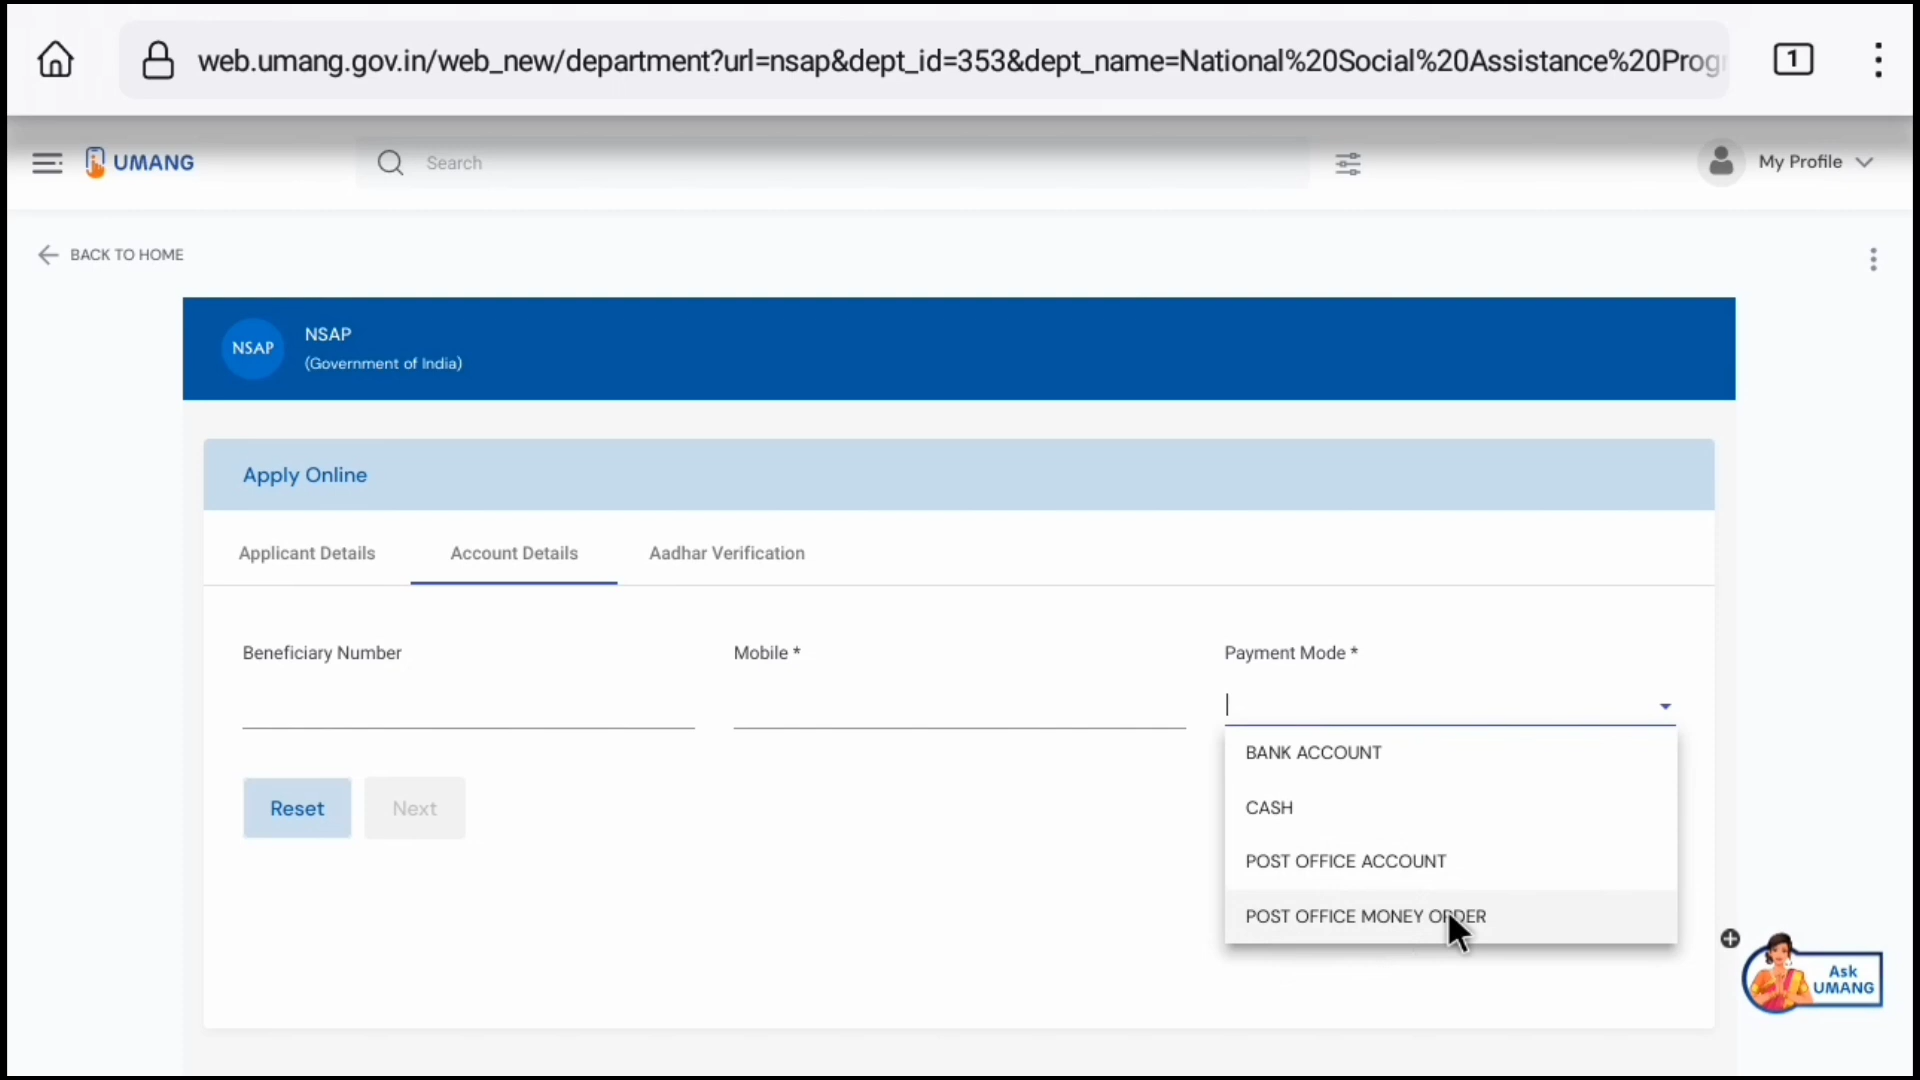 web.umang.gov.in/web_new/department?url=nsap&dept_id=353&dept_name=National%20Social%20Assistance%20Prog
1
UMANG
Search
My Profile
BACK TO HOME
NSAP
NSAP
(Government of India)
Apply Online
Applicant Details
Account Details
Aadhar Verification
Beneficiary Number
Mobile *
Payment Mode *
BANK ACCOUNT
CASH
POST OFFICE ACCOUNT
POST OFFICE MONEY ORDER
Reset
Next
Ask
UMANG